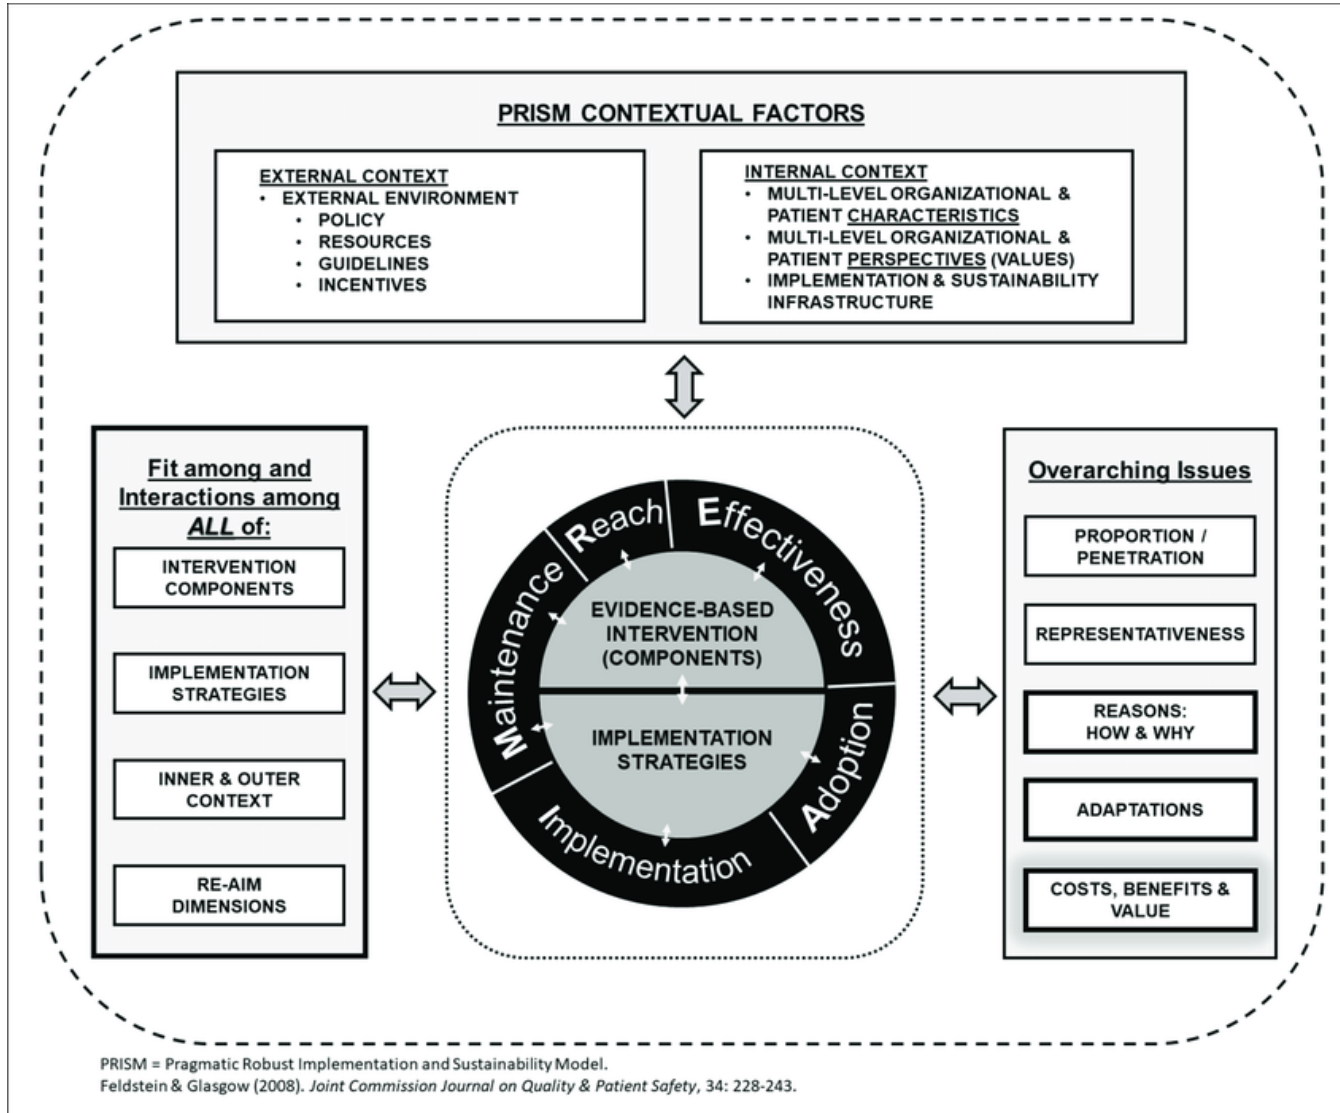 PRISM CONTEXTUAL FACTORS
EXTERNAL CONTEXT
• EXTERNAL ENVIRONMENT
• POLICY
• RESOURCES
• GUIDELINES
• INCENTIVES
INTERNAL CONTEXT
• MULTI-LEVEL ORGANIZATIONAL &
PATIENT CHARACTERISTICS
• MULTI-LEVEL ORGANIZATIONAL &
PATIENT PERSPECTIVES (VALUES)
• IMPLEMENTATION & SUSTAINABILITY
INFRASTRUCTURE
Fit among and
Interactions among
ALL of:
INTERVENTION
COMPONENTS
IMPLEMENTATION
STRATEGIES
INNER & OUTER
CONTEXT
RE-AIM
DIMENSIONS
Reach
Effectiveness
Adoption
Implementation
Maintenance
EVIDENCE-BASED
INTERVENTION
(COMPONENTS)
IMPLEMENTATION
STRATEGIES
Overarching Issues
PROPORTION /
PENETRATION
REPRESENTATIVENESS
REASONS:
HOW & WHY
ADAPTATIONS
COSTS, BENEFITS &
VALUE
PRISM = Pragmatic Robust Implementation and Sustainability Model.
Feldstein & Glasgow (2008). Joint Commission Journal on Quality & Patient Safety, 34: 228-243.